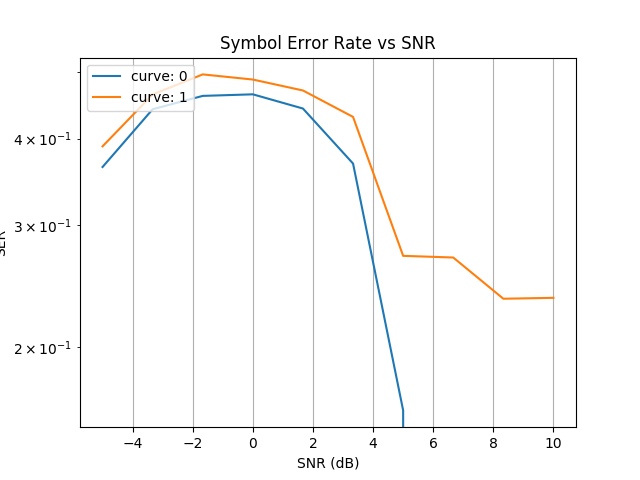 Symbol Error Rate vs SNR
curve: 0
curve: 1
4 × 10⁻¹
3 × 10⁻¹
2 × 10⁻¹
−4 −2 0 2 4 6 8 10
SNR (dB)